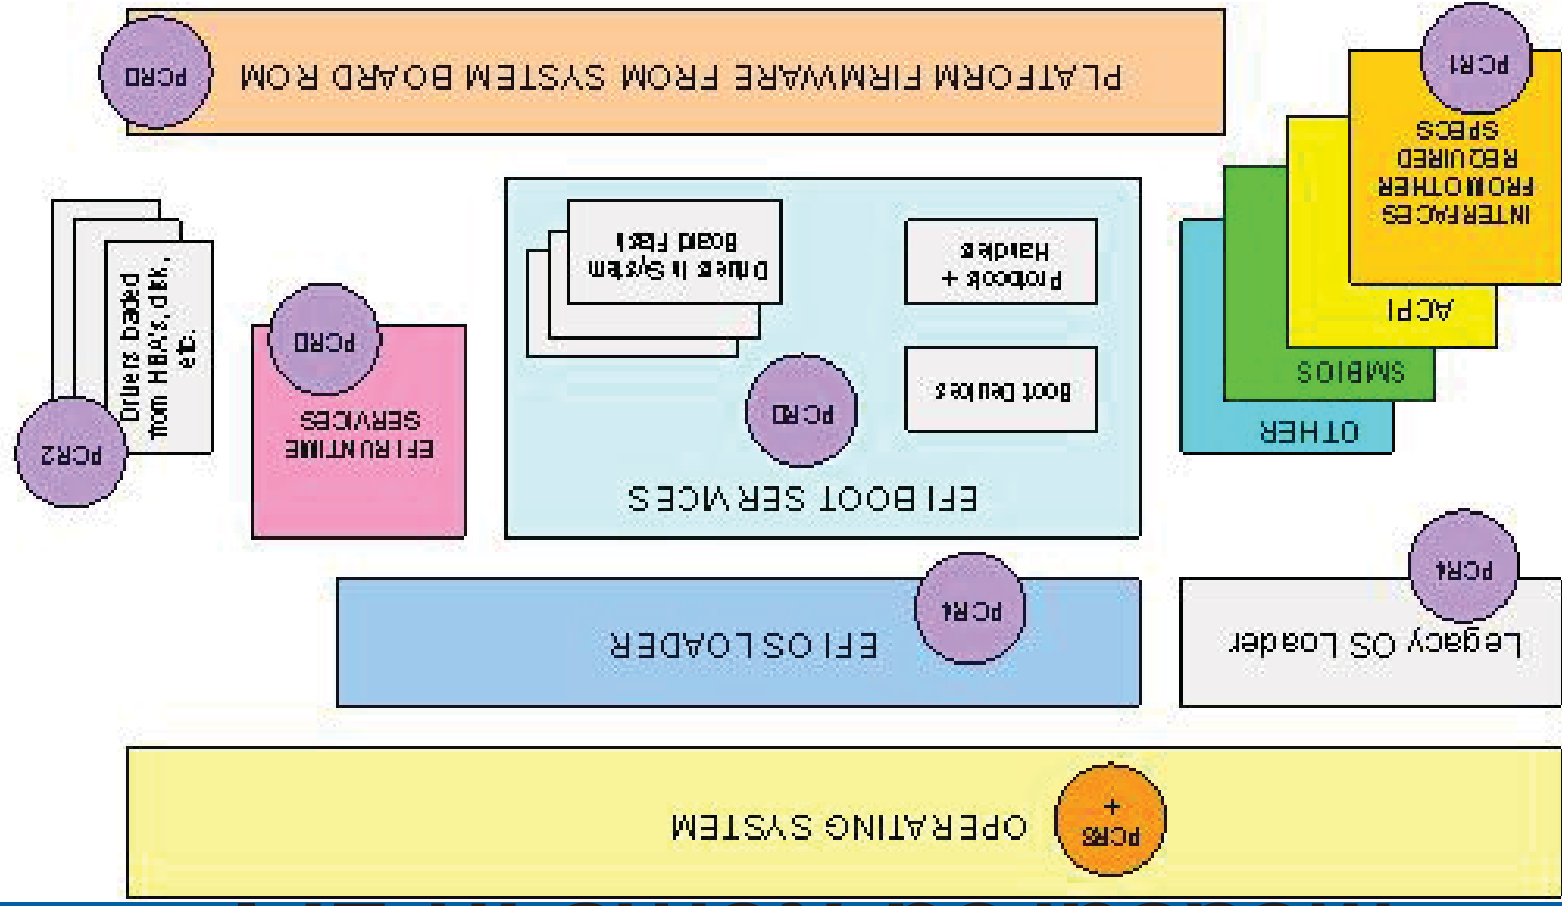 OPERATING SYSTEM
PCR8
+
Legacy OS Loader
PCR4
EFI OS LOADER
PCR4
OTHER
SMBIOS
ACPI
INTERFACES
FROM OTHER
REQUIRED
SPECS
PCR1
EFI BOOT SERVICES
Boot Devices
PCR0
Protocols +
Handlers
Drivers In System
Board Flash
EFI RUNTIME
SERVICES
PCR0
PCR2
Drivers loaded
from HBA's, disk,
etc.
PLATFORM FIRMWARE FROM SYSTEM BOARD ROM
PCR0